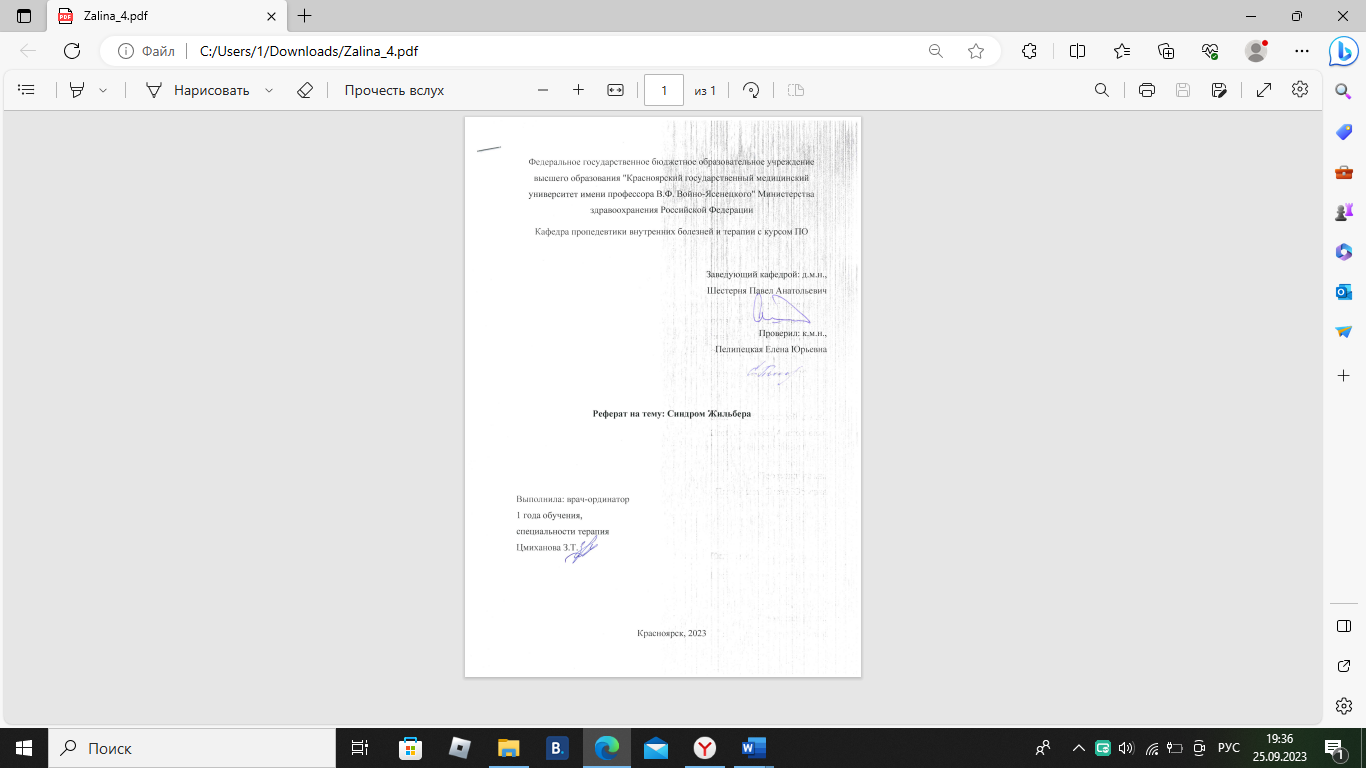 Zalina_4.pdf
Файл
C:/Users/1/Downloads/Zalina_4.pdf
Нарисовать
Прочесть вслух
1
из 1
Федеральное государственное бюджетное образовательное учреждение
высшего образования "Красноярский государственный медицинский
университет имени профессора В.Ф. Войно-Ясенецкого" Министерства
здравоохранения Российской Федерации
Кафедра пропедевтики внутренних болезней и терапии с курсом ПО
Заведующий кафедрой: д.м.н.,
Шестерня Павел Анатольевич
Проверил: к.м.н.,
Пелипецкая Елена Юрьевна
Реферат на тему: Синдром Жильбера
Выполнила: врач-ординатор
1 года обучения,
специальности терапия
Цмиханова З.Т.
Красноярск, 2023
Поиск
РУС
19:36
25.09.2023
1